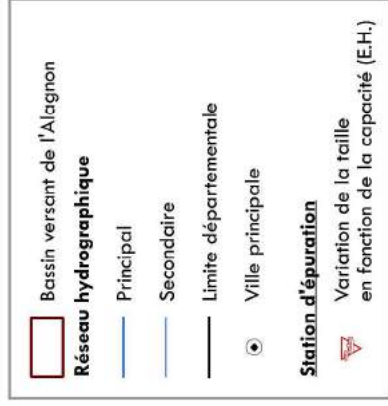 Bassin versant de l'Alagnon
Réseau hydrographique
Principal
Secondaire
Limite départementale
Ville principale
Station d'épuration
Variation de la taille
en fonction de la capacité (E.H.)